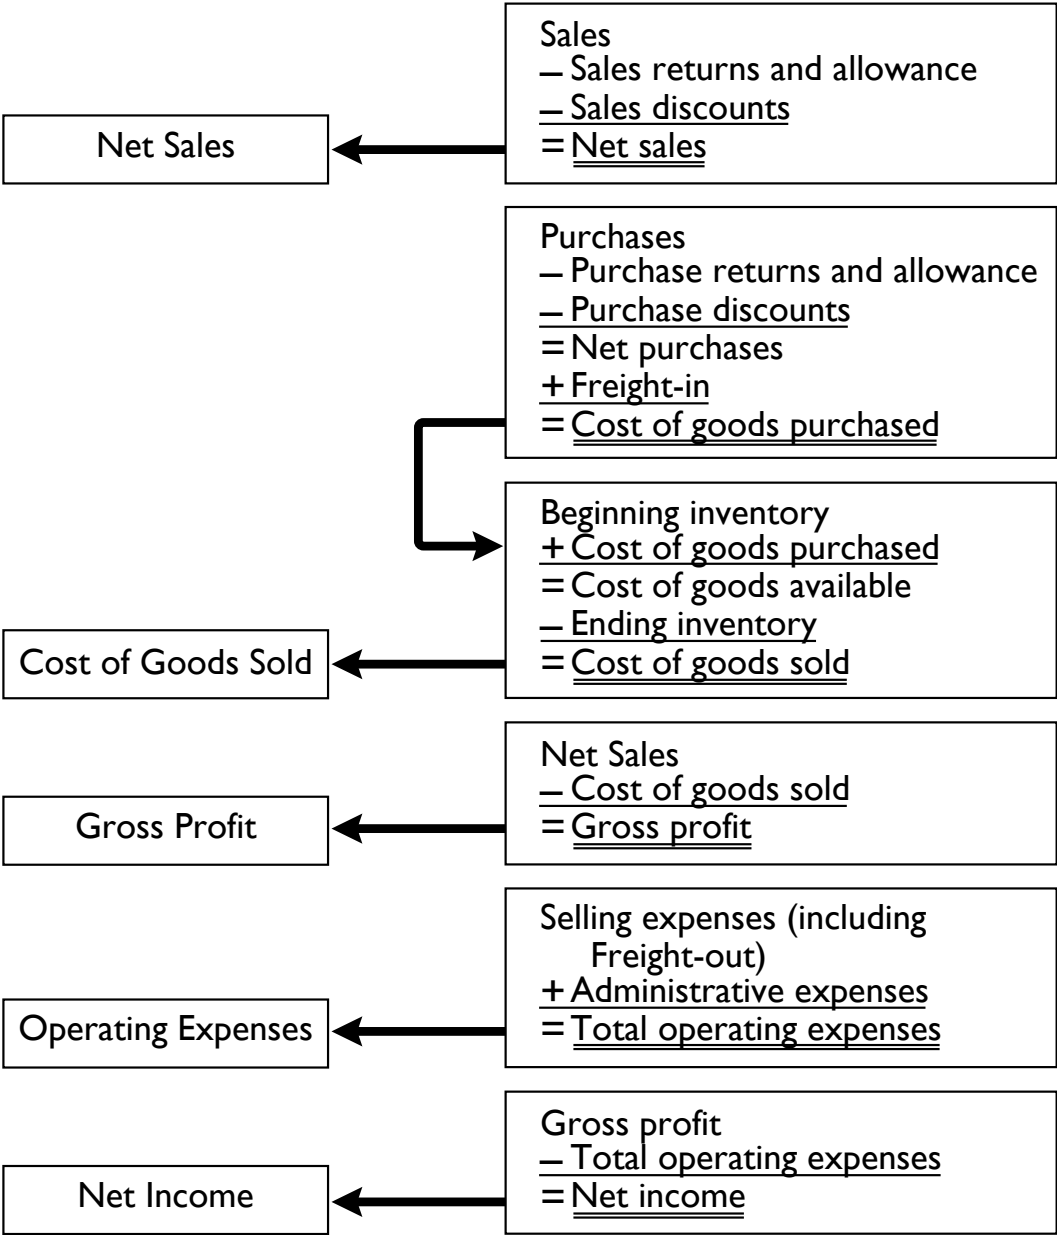 Sales
– Sales returns and allowance
– Sales discounts
Net Sales
= Net sales
Purchases
– Purchase returns and allowance
– Purchase discounts
= Net purchases
+ Freight-in
= Cost of goods purchased
Beginning inventory
+ Cost of goods purchased
= Cost of goods available
– Ending inventory
Cost of Goods Sold
= Cost of goods sold
Net Sales
– Cost of goods sold
Gross Profit
= Gross profit
Selling expenses (including
Freight-out)
+ Administrative expenses
Operating Expenses
= Total operating expenses
Gross profit
– Total operating expenses
Net Income
= Net income